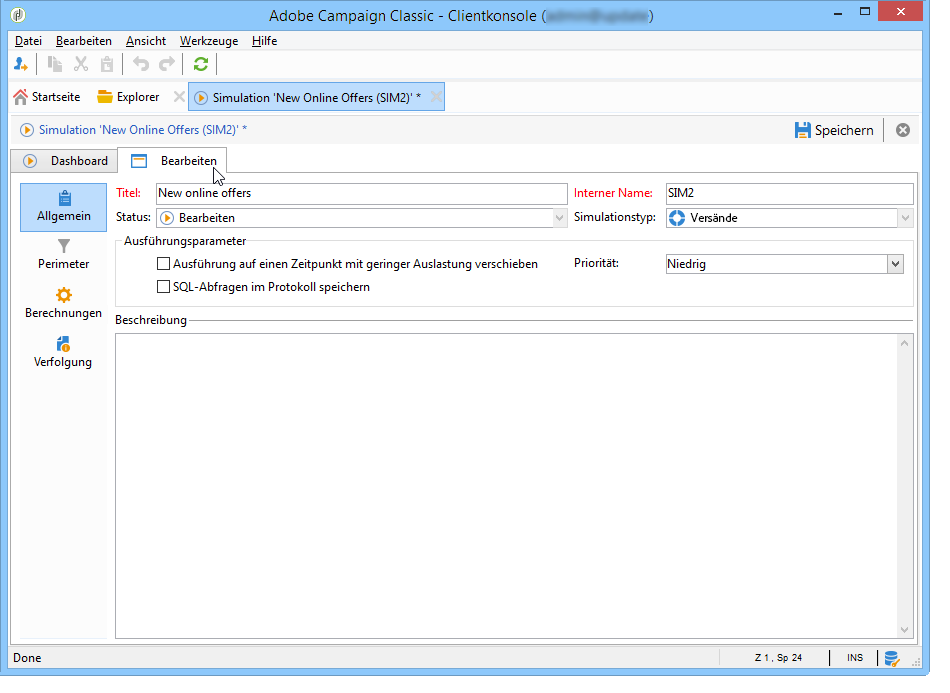 Adobe Campaign Classic - Clientkonsole ( )
Datei Bearbeiten Ansicht Werkzeuge Hilfe
Startseite Explorer Simulation 'New Online Offers (SIM2)' *
Simulation 'New Online Offers (SIM2)' * Speichern
Dashboard Bearbeiten
Allgemein
Perimeter
Berechnungen
Verfolgung
Titel: New online offers Interner Name: SIM2
Status: Bearbeiten Simulationstyp: Versände
Ausführungsparameter
Ausführung auf einen Zeitpunkt mit geringer Auslastung verschieben Priorität: Niedrig
SQL-Abfragen im Protokoll speichern
Beschreibung
Done Z 1 , Sp 24 INS